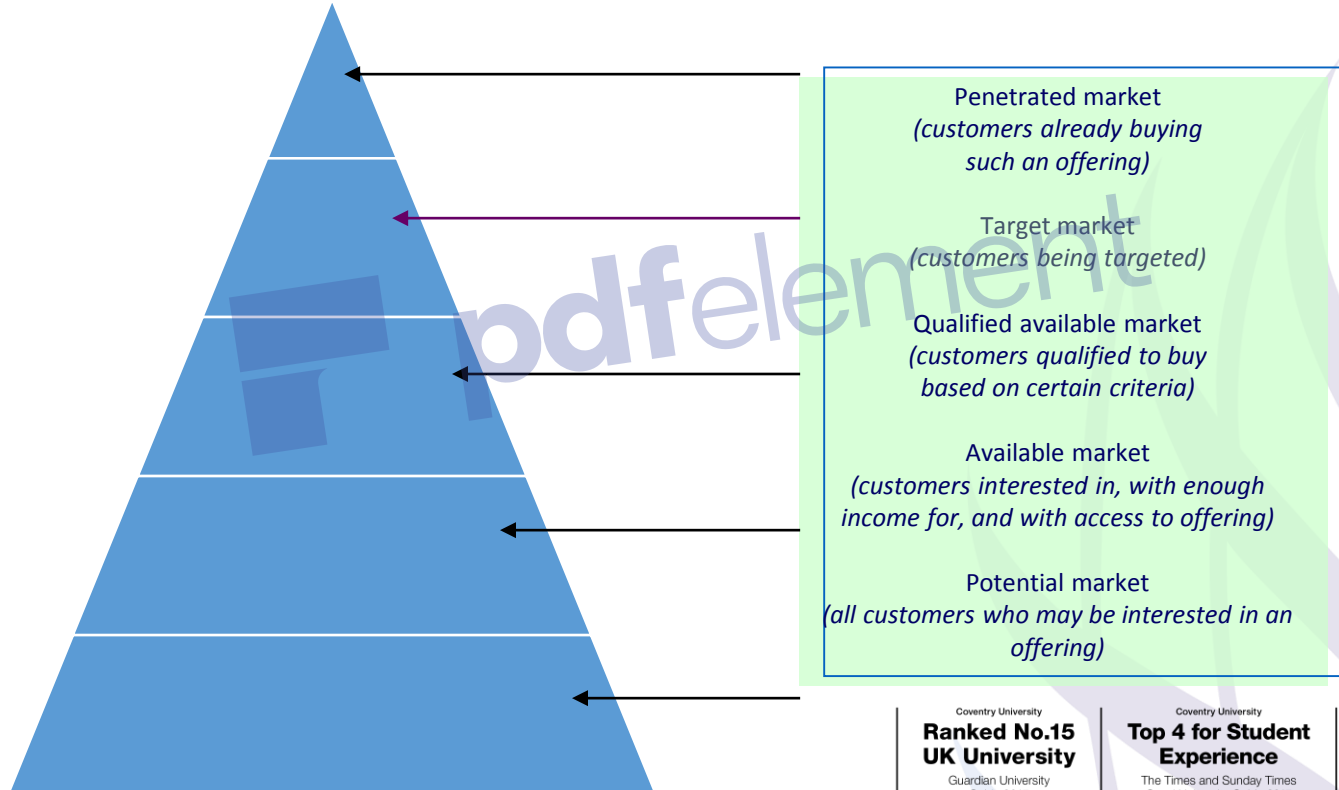 Penetrated market
(customers already buying
such an offering)
Target market
(customers being targeted)
pdfelement
Qualified available market
(customers qualified to buy
based on certain criteria)
Available market
(customers interested in, with enough
income for, and with access to offering)
Potential market
(all customers who may be interested in an
offering)
Coventry University
Ranked No.15
UK University
Guardian University
Coventry University
Top 4 for Student
Experience
The Times and Sunday Times